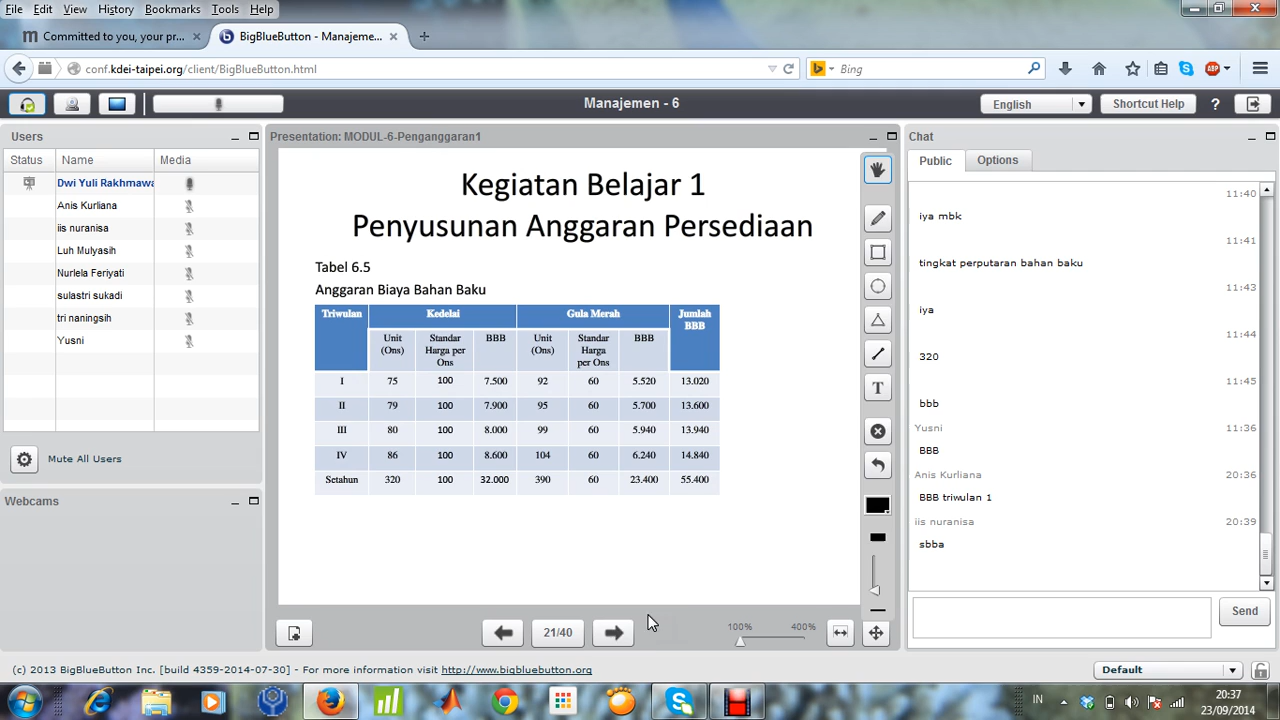 File Edit View History Bookmarks Tools Help
Committed to you, your pr... ×
BigBlueButton - Manajeme... ×
conf.kdei-taipei.org/client/BigBlueButton.html
Bing
Manajemen - 6
English
Shortcut Help
?
Users
Status Name Media
Dwi Yuli Rakhmawa
Anis Kurliana
iis nuranisa
Luh Mulyasih
Nurlela Feriyati
sulastri sukadi
tri naningsih
Yusni
Mute All Users
Webcams
Presentation: MODUL-6-Penganggaran1
Kegiatan Belajar 1
Penyusunan Anggaran Persediaan
Tabel 6.5
Anggaran Biaya Bahan Baku
Triwulan Kedelai Gula Merah Jumlah BBB
Unit (Ons) Standar Harga per Ons BBB Unit (Ons) Standar Harga per Ons BBB
I 75 100 7.500 92 60 5.520 13.020
II 79 100 7.900 95 60 5.700 13.600
III 80 100 8.000 99 60 5.940 13.940
IV 86 100 8.600 104 60 6.240 14.840
Setahun 320 100 32.000 390 60 23.400 55.400
T
21/40
100% 400%
Chat
Public Options
11:40
iya mbk
11:41
tingkat perputaran bahan baku
11:43
iya
11:44
320
11:45
bbb
Yusni 11:36
BBB
Anis Kurliana 20:36
BBB triwulan 1
iis nuranisa 20:39
sbba
Send
(c) 2013 BigBlueButton Inc. [build 4359-2014-07-30] - For more information visit http://www.bigbluebutton.org
Default
IN
20:37
23/09/2014